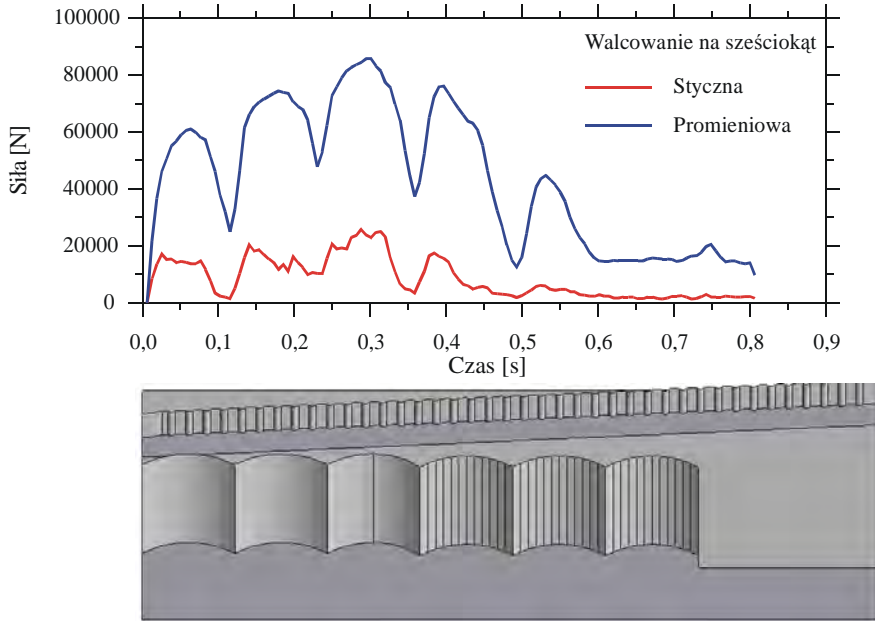 100000
80000
60000
40000
20000
0
Siła [N]
Walcowanie na sześciokąt
Styczna
Promieniowa
0,0 0,1 0,2 0,3 0,4 0,5 0,6 0,7 0,8 0,9
Czas [s]